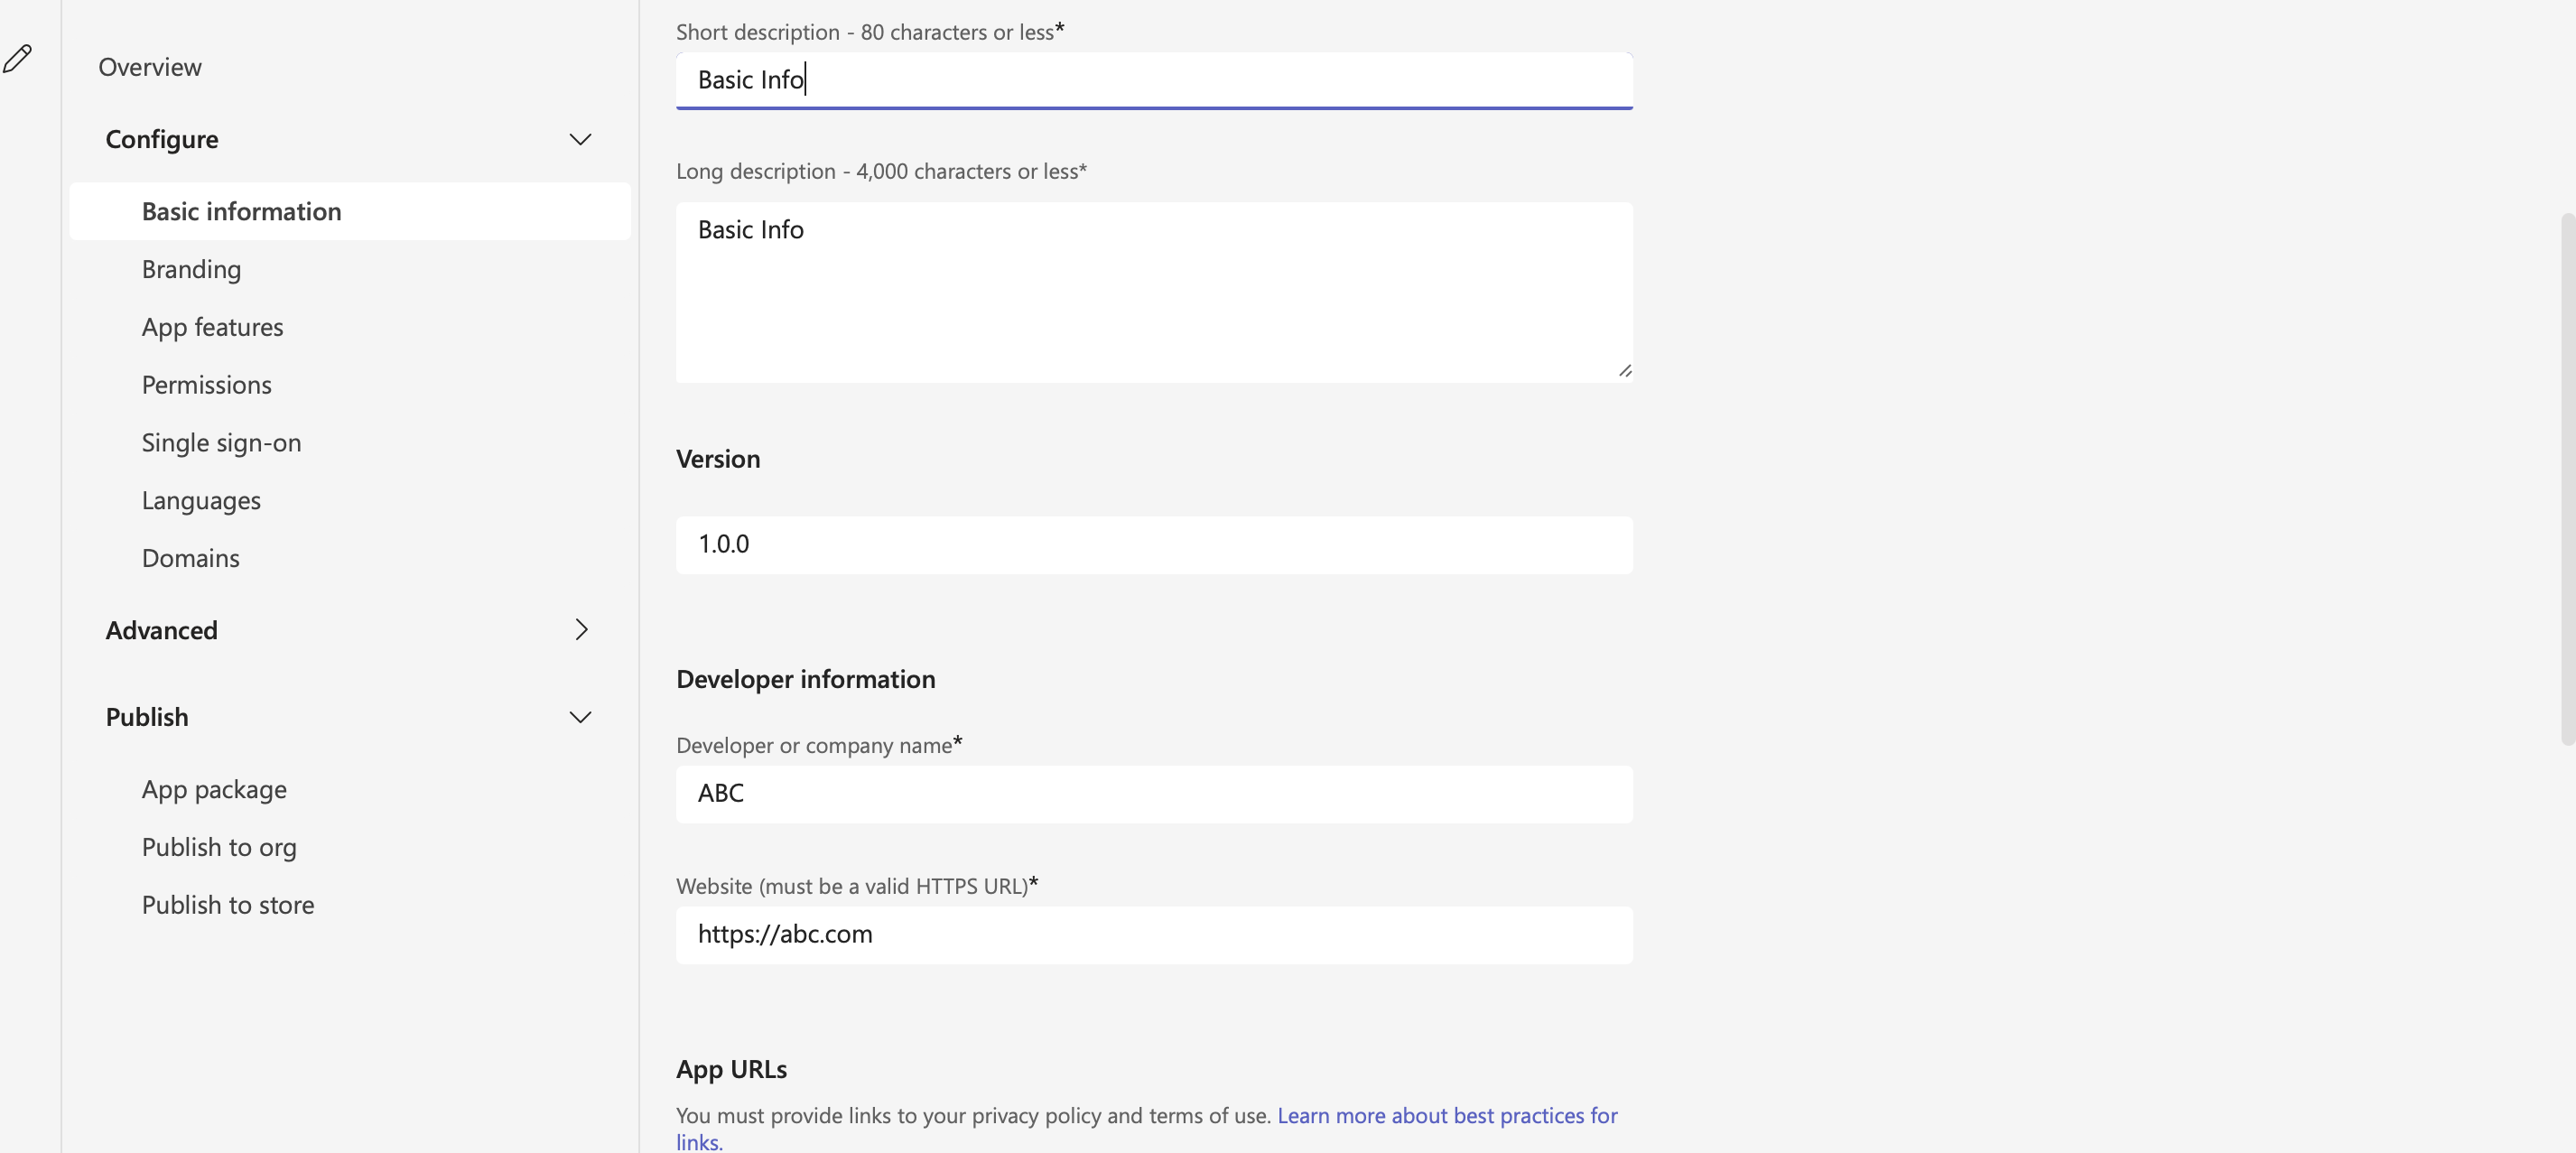 Overview
Configure
Basic information
Branding
App features
Permissions
Single sign-on
Languages
Domains
Advanced
Publish
App package
Publish to org
Publish to store
Short description - 80 characters or less*
Basic Info
Long description - 4,000 characters or less*
Basic Info
Version
1.0.0
Developer information
Developer or company name*
ABC
Website (must be a valid HTTPS URL)*
https://abc.com
App URLs
You must provide links to your privacy policy and terms of use. Learn more about best practices for
links.